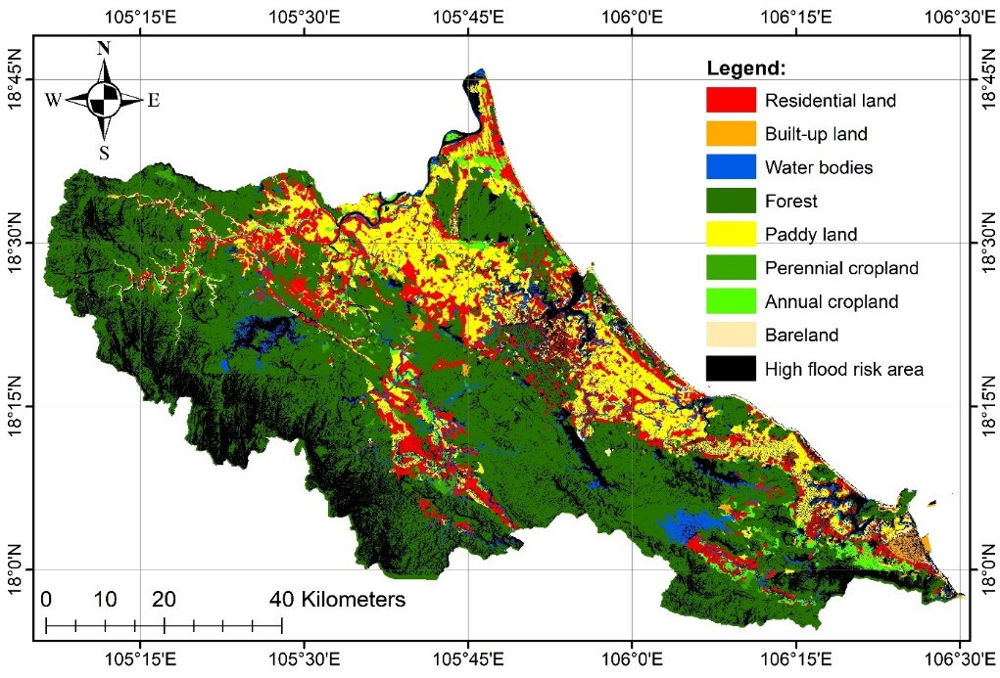 105°15'E 105°30'E 105°45'E 106°0'E 106°15'E 106°30'E
N
W E
S
18°45'N 18°45'N
18°30'N 18°30'N
18°15'N 18°15'N
18°0'N 18°0'N
Legend:
Residential land
Built-up land
Water bodies
Forest
Paddy land
Perennial cropland
Annual cropland
Bareland
High flood risk area
0 10 20 40 Kilometers
105°15'E 105°30'E 105°45'E 106°0'E 106°15'E 106°30'E